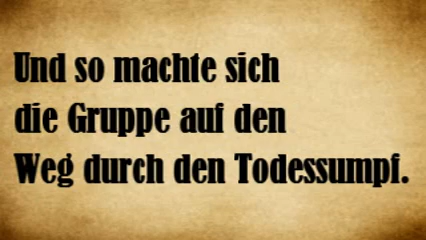 Und so machte sich
die Gruppe auf den
Weg durch den Todessumpf.